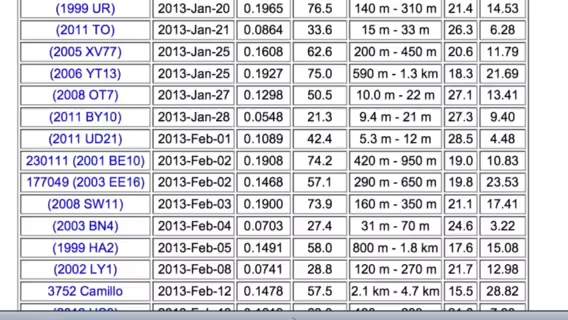 (1999 UR) 2013-Jan-20 0.1965 76.5 140 m - 310 m 21.4 14.53
(2011 TO) 2013-Jan-21 0.0864 33.6 15 m - 33 m 26.3 6.28
(2005 XV77) 2013-Jan-25 0.1608 62.6 200 m - 450 m 20.6 11.79
(2006 YT13) 2013-Jan-25 0.1927 75.0 590 m - 1.3 km 18.3 21.69
(2008 OT7) 2013-Jan-27 0.1298 50.5 10.0 m - 22 m 27.1 13.41
(2011 BY10) 2013-Jan-28 0.0548 21.3 9.4 m - 21 m 27.3 9.40
(2011 UD21) 2013-Feb-01 0.1089 42.4 5.3 m - 12 m 28.5 4.48
230111 (2001 BE10) 2013-Feb-02 0.1908 74.2 420 m - 950 m 19.0 10.83
177049 (2003 EE16) 2013-Feb-02 0.1468 57.1 290 m - 650 m 19.8 23.53
(2008 SW11) 2013-Feb-03 0.1900 73.9 160 m - 350 m 21.1 17.41
(2003 BN4) 2013-Feb-04 0.0703 27.4 31 m - 70 m 24.6 3.22
(1999 HA2) 2013-Feb-05 0.1491 58.0 800 m - 1.8 km 17.6 15.08
(2002 LY1) 2013-Feb-08 0.0741 28.8 120 m - 270 m 21.7 12.98
3752 Camillo 2013-Feb-12 0.1478 57.5 2.1 km - 4.7 km 15.5 28.82